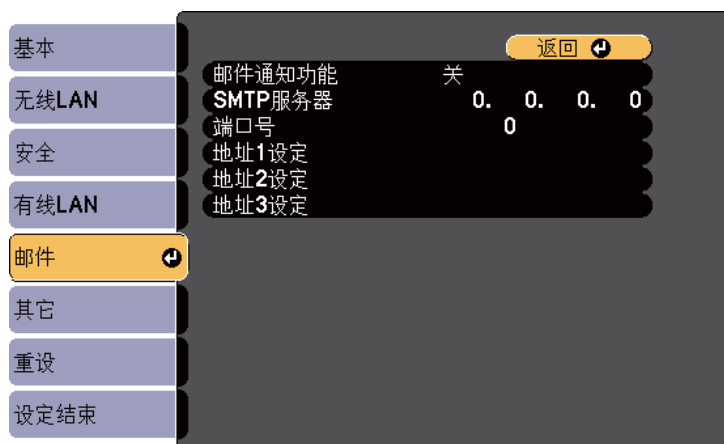 基本
无线LAN
安全
有线LAN
邮件
其它
重设
设定结束
返回
邮件通知功能 关
SMTP服务器 0. 0. 0. 0
端口号 0
地址1设定
地址2设定
地址3设定